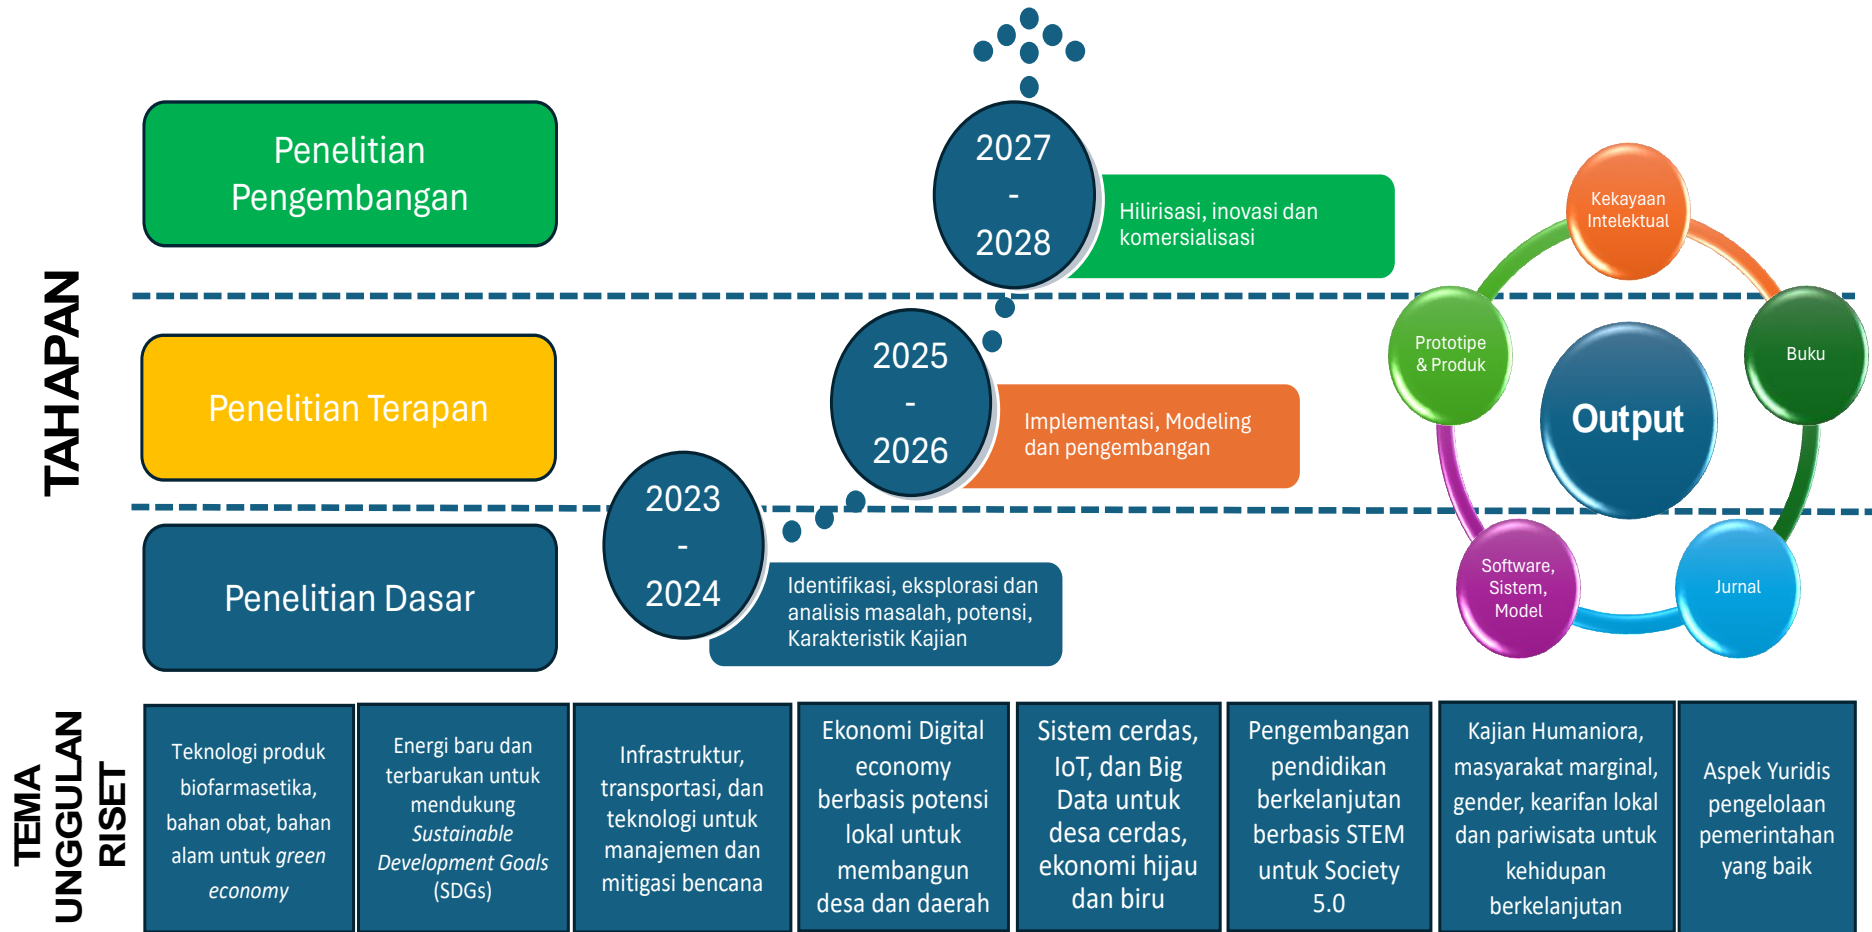 TAHAPAN
Penelitian
Pengembangan
2027
-
2028
Hilirisasi, inovasi dan
komersialisasi
Penelitian Terapan
2025
-
2026
Implementasi, Modeling
dan pengembangan
Penelitian Dasar
2023
-
2024
Identifikasi, eksplorasi dan
analisis masalah, potensi,
Karakteristik Kajian
Kekayaan
Intelektual
Buku
Jurnal
Software,
Sistem,
Model
Prototipe
& Produk
Output
TEMA
UNGGULAN
RISET
Teknologi produk
biofarmasetika,
bahan obat, bahan
alam untuk green
economy
Energi baru dan
terbarukan untuk
mendukung
Sustainable
Development Goals
(SDGs)
Infrastruktur,
transportasi, dan
teknologi untuk
manajemen dan
mitigasi bencana
Ekonomi Digital
economy
berbasis potensi
lokal untuk
membangun
desa dan daerah
Sistem cerdas,
IoT, dan Big
Data untuk
desa cerdas,
ekonomi hijau
dan biru
Pengembangan
pendidikan
berkelanjutan
berbasis STEM
untuk Society
5.0
Kajian Humaniora,
masyarakat marginal,
gender, kearifan lokal
dan pariwisata untuk
kehidupan
berkelanjutan
Aspek Yuridis
pengelolaan
pemerintahan
yang baik